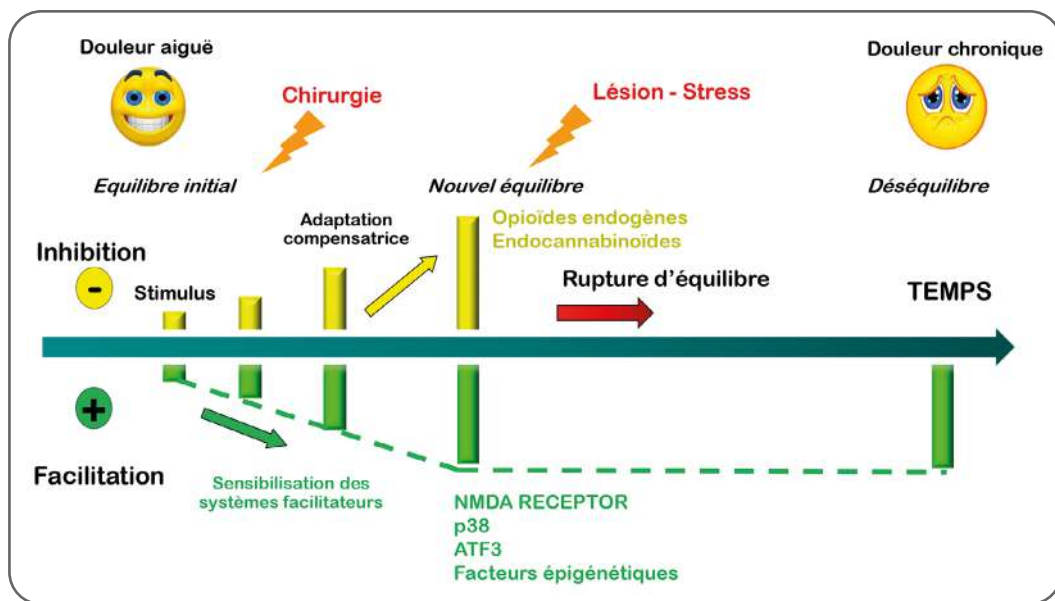 Douleur aiguë
Douleur chronique
Chirurgie
Lésion - Stress
Equilibre initial
Nouvel équilibre
Déséquilibre
Adaptation
compensatrice
Opioïdes endogènes
Endocannabinoïdes
Inhibition
-
Stimulus
Rupture d'équilibre
TEMPS
+
Facilitation
Sensibilisation des
systèmes facilitateurs
NMDA RECEPTOR
p38
ATF3
Facteurs épigénétiques